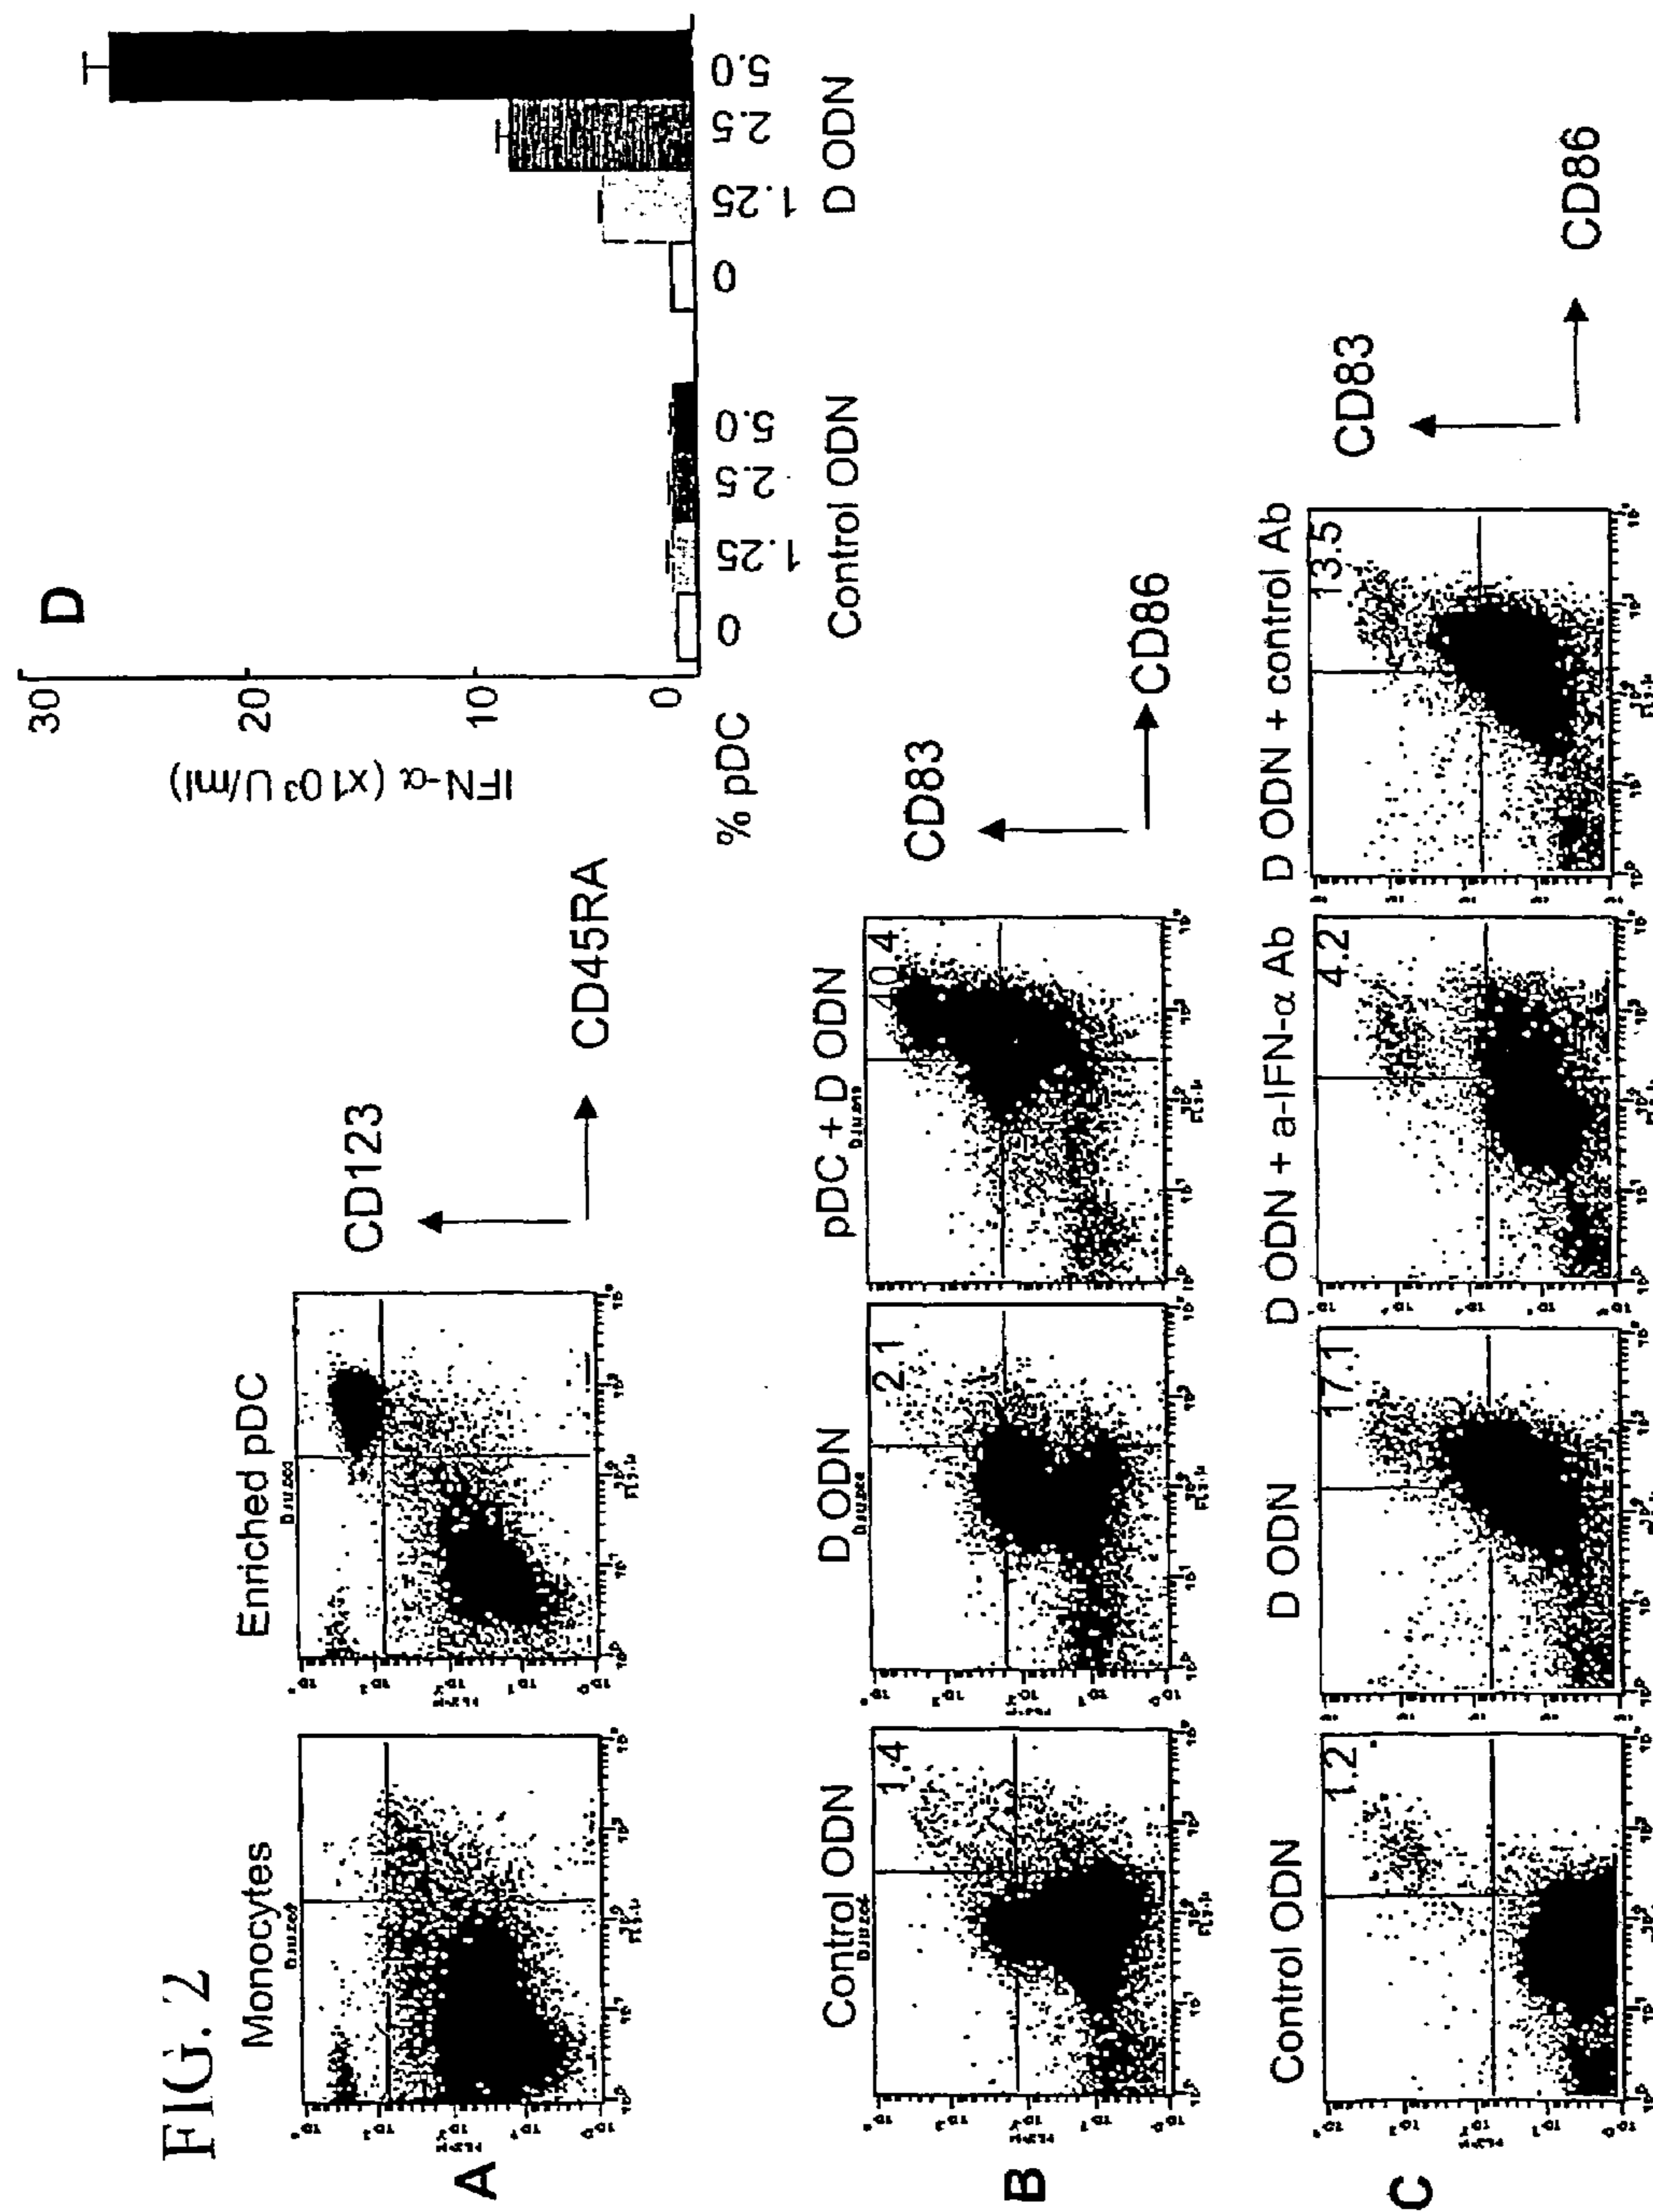 FIG. 2
A
Monocytes
Enriched pDC
CD123
CD45RA
B
Control ODN
1.4
D ODN
2.1
pDC + D ODN
40.4
CD83
CD86
C
Control ODN
1.2
D ODN
17.1
D ODN + a-IFN-α Ab
4.2
D ODN + control Ab
13.5
CD83
CD86
D
IFN-α (x10³ U/ml)
30
20
10
0
% pDC
0 1.25 2.5 5.0
0 1.25 2.5 5.0
Control ODN
D ODN